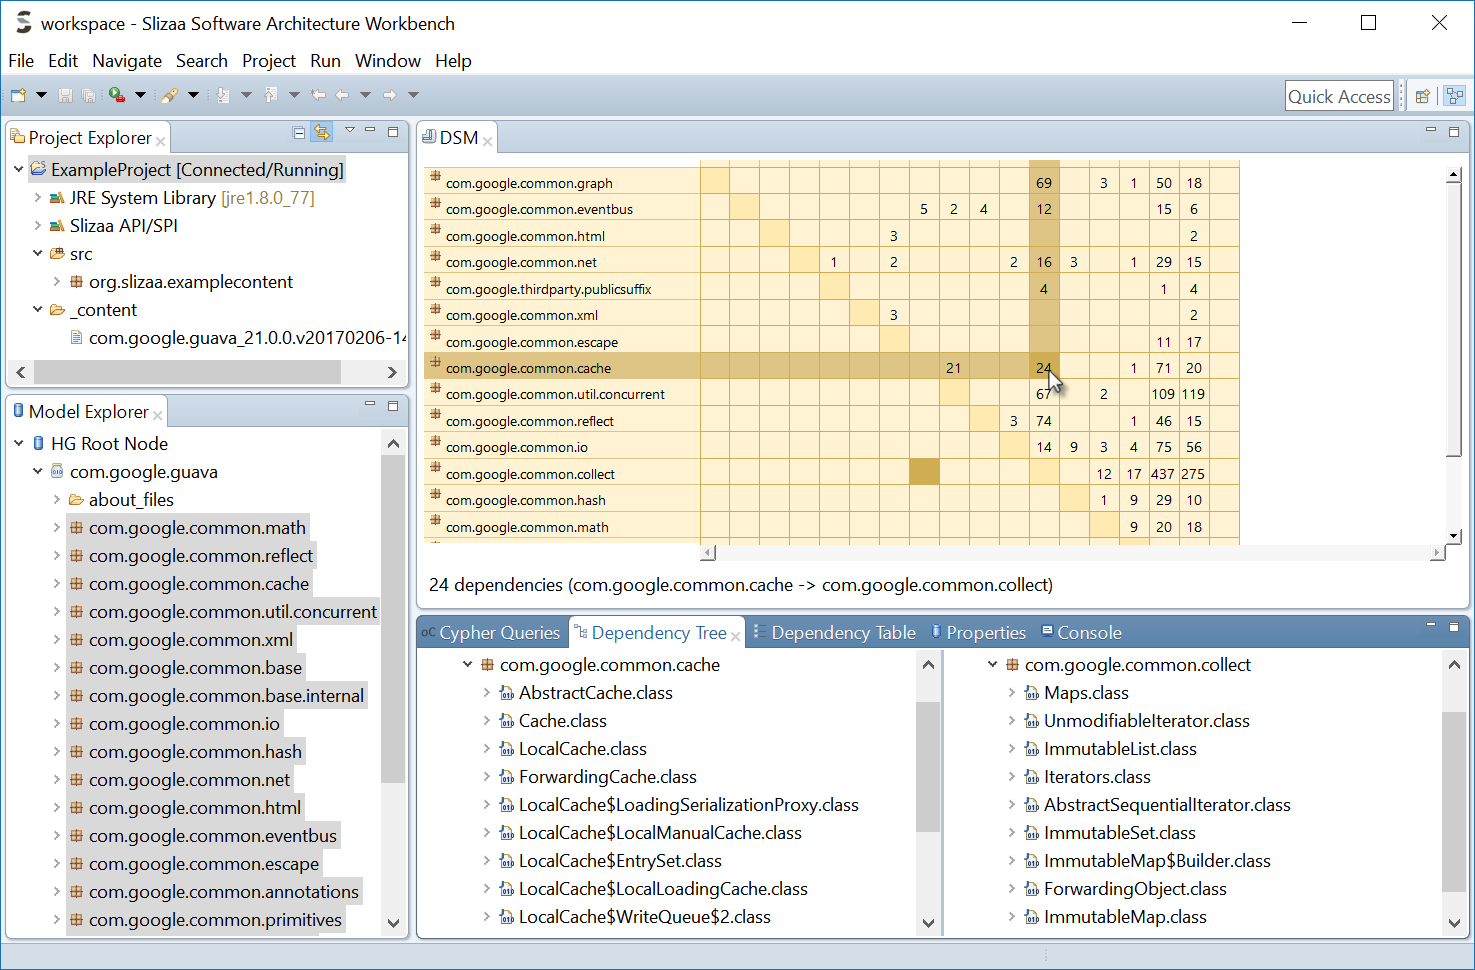 workspace - Slizaa Software Architecture Workbench
File Edit Navigate Search Project Run Window Help
Quick Access
Project Explorer
ExampleProject [Connected/Running]
JRE System Library [jre1.8.0_77]
Slizaa API/SPI
src
org.slizaa.examplecontent
_content
com.google.guava_21.0.0.v20170206-14
Model Explorer
HG Root Node
com.google.guava
about_files
com.google.common.math
com.google.common.reflect
com.google.common.cache
com.google.common.util.concurrent
com.google.common.xml
com.google.common.base
com.google.common.base.internal
com.google.common.io
com.google.common.hash
com.google.common.net
com.google.common.html
com.google.common.eventbus
com.google.common.escape
com.google.common.annotations
com.google.common.primitives
DSM
com.google.common.graph 69 3 1 50 18
com.google.common.eventbus 5 2 4 12 15 6
com.google.common.html 3 2
com.google.common.net 1 2 2 16 3 1 29 15
com.google.thirdparty.publicsuffix 4 1 4
com.google.common.xml 3 2
com.google.common.escape 11 17
com.google.common.cache 21 24 1 71 20
com.google.common.util.concurrent 67 2 109 119
com.google.common.reflect 3 74 1 46 15
com.google.common.io 14 9 3 4 75 56
com.google.common.collect 12 17 437 275
com.google.common.hash 1 9 29 10
com.google.common.math 9 20 18
24 dependencies (com.google.common.cache -> com.google.common.collect)
Cypher Queries Dependency Tree Dependency Table Properties Console
com.google.common.cache
AbstractCache.class
Cache.class
LocalCache.class
ForwardingCache.class
LocalCache$LoadingSerializationProxy.class
LocalCache$LocalManualCache.class
LocalCache$EntrySet.class
LocalCache$LocalLoadingCache.class
LocalCache$WriteQueue$2.class
com.google.common.collect
Maps.class
UnmodifiableIterator.class
ImmutableList.class
Iterators.class
AbstractSequentialIterator.class
ImmutableSet.class
ImmutableMap$Builder.class
ForwardingObject.class
ImmutableMap.class